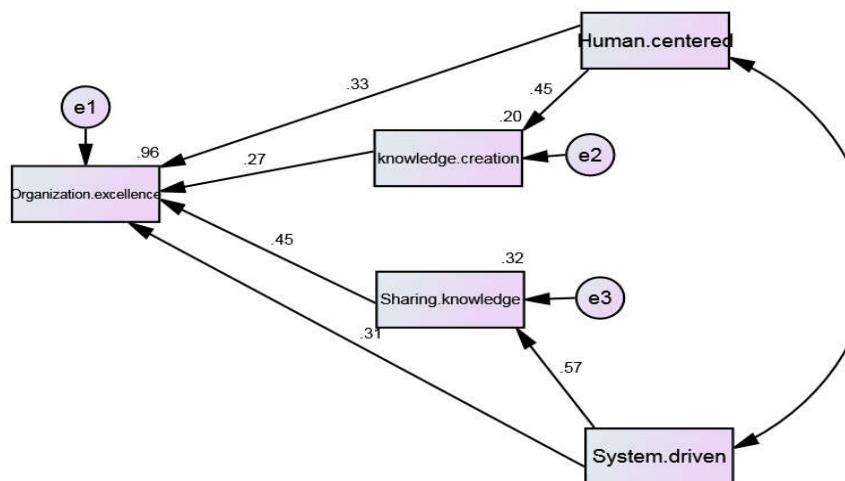 Human.centered
.33
.45
e1
.20
.96
knowledge.creation
e2
.27
Organization.excellence
.45
.32
Sharing.knowledge
e3
.31
.57
System.driven